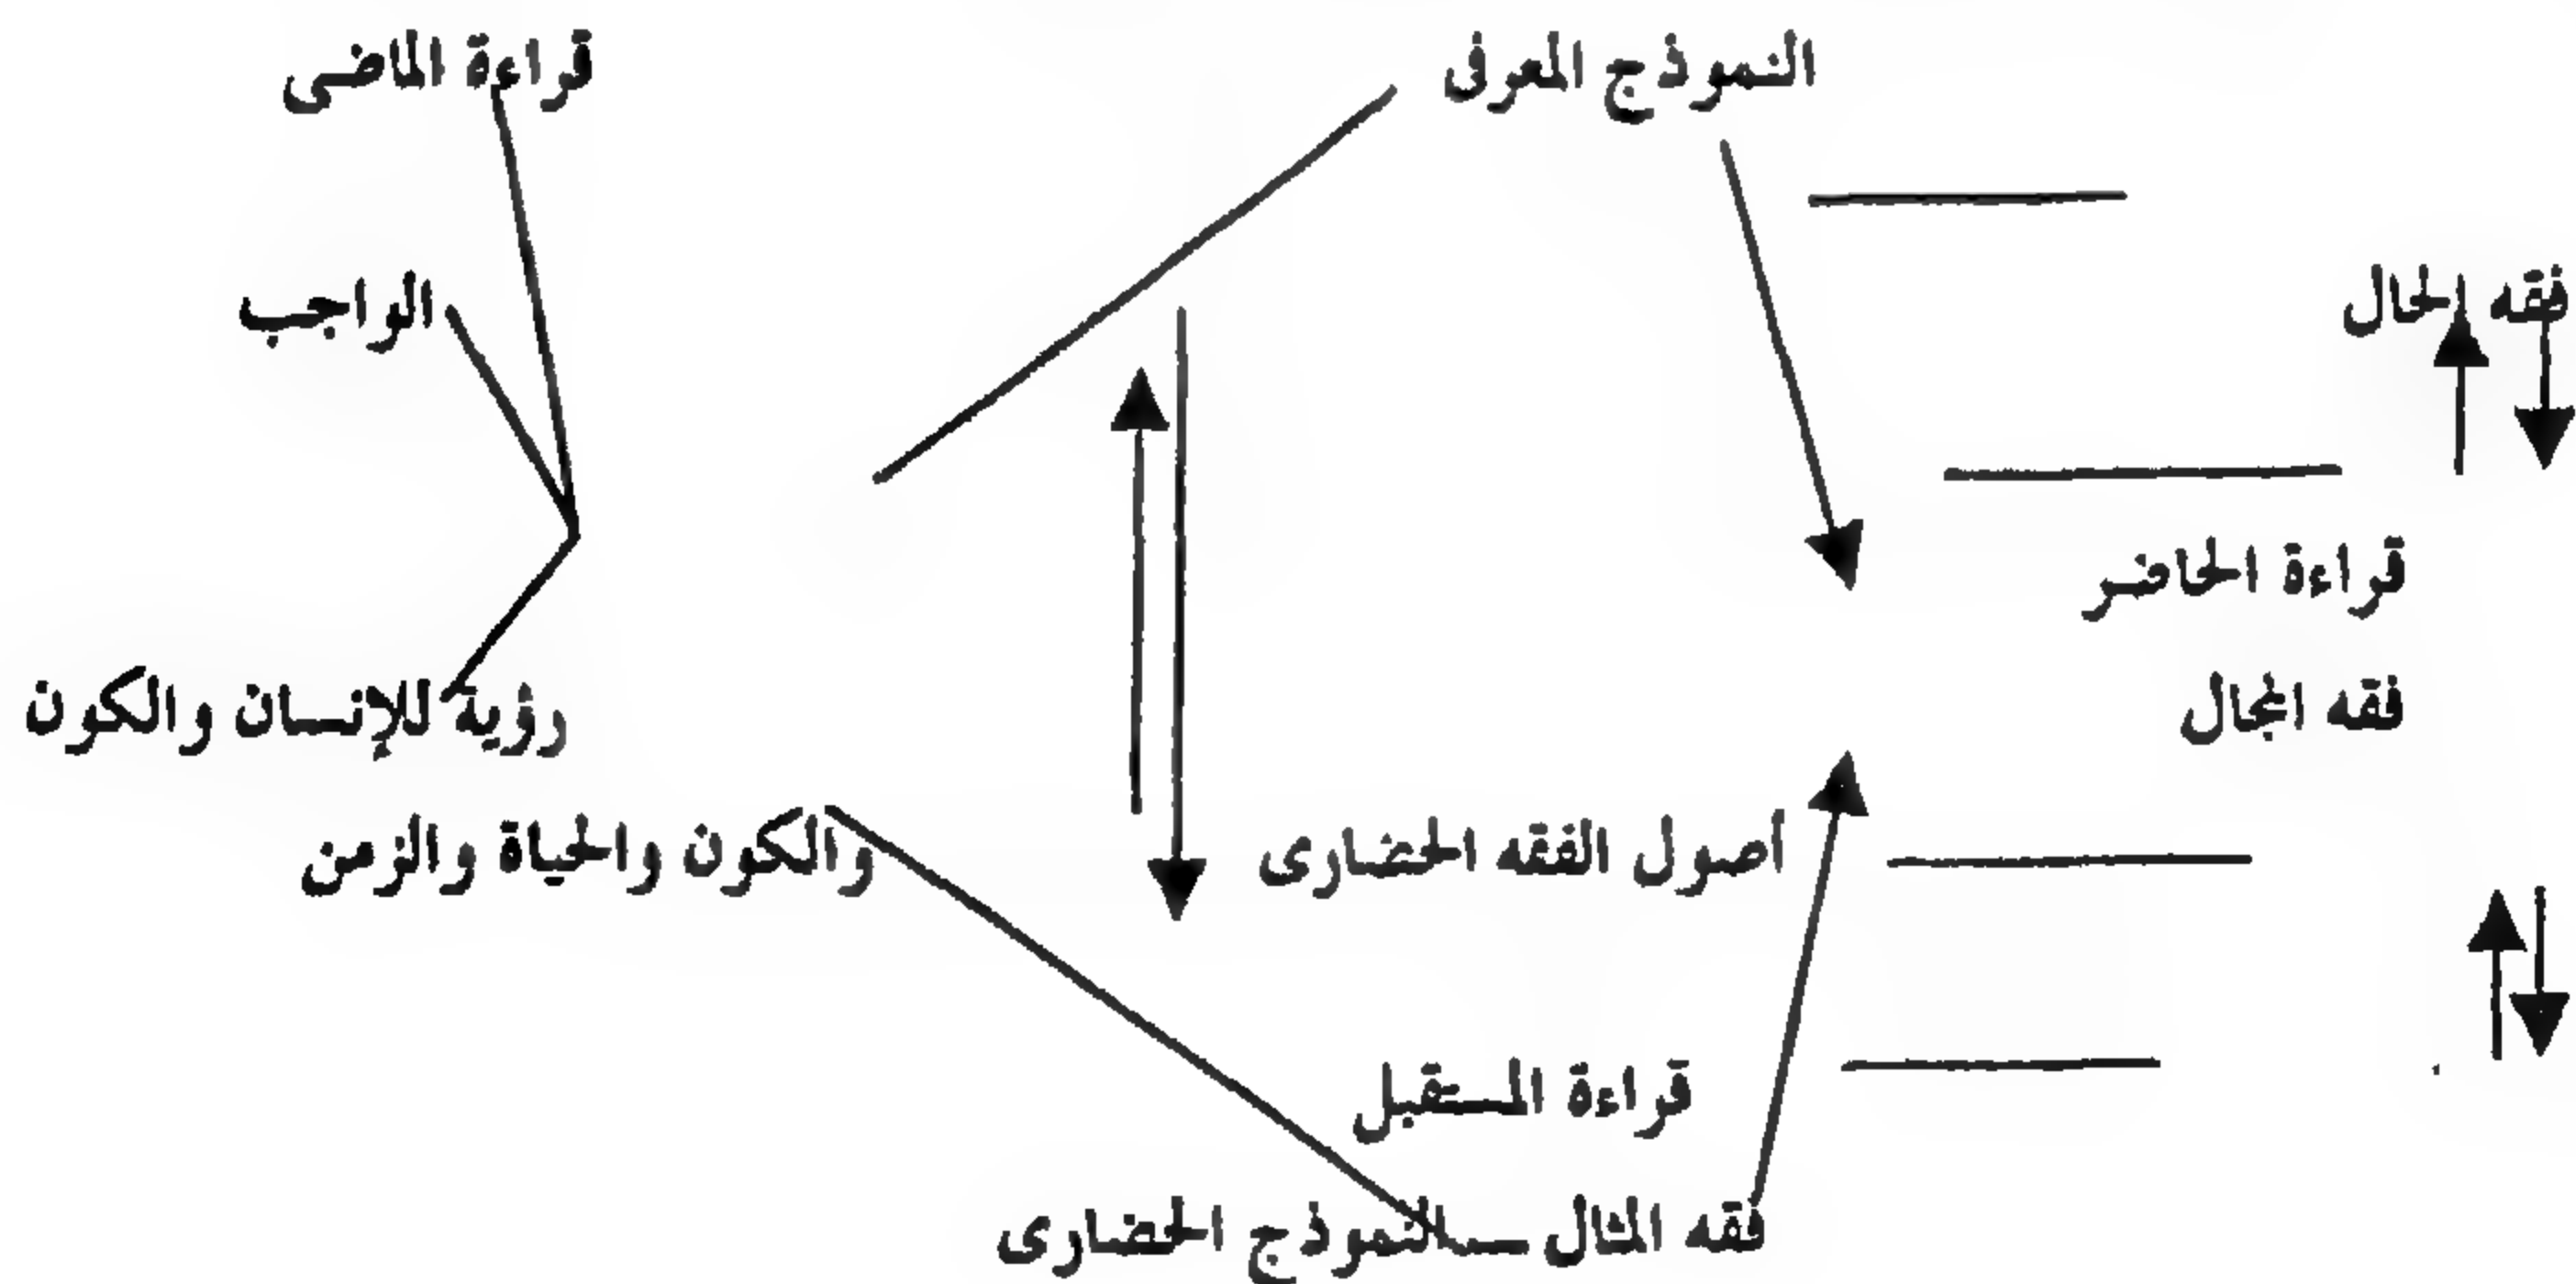 النموذج المعرفى
قراءة الماضى
فقه الحال
الواجب
قراءة الحاضر
فقه المجال
رؤية للإنسان والكون
أصول الفقه الحضارى
والكون والحياة والزمن
قراءة المستقبل
فقه المثال — النموذج الحضارى